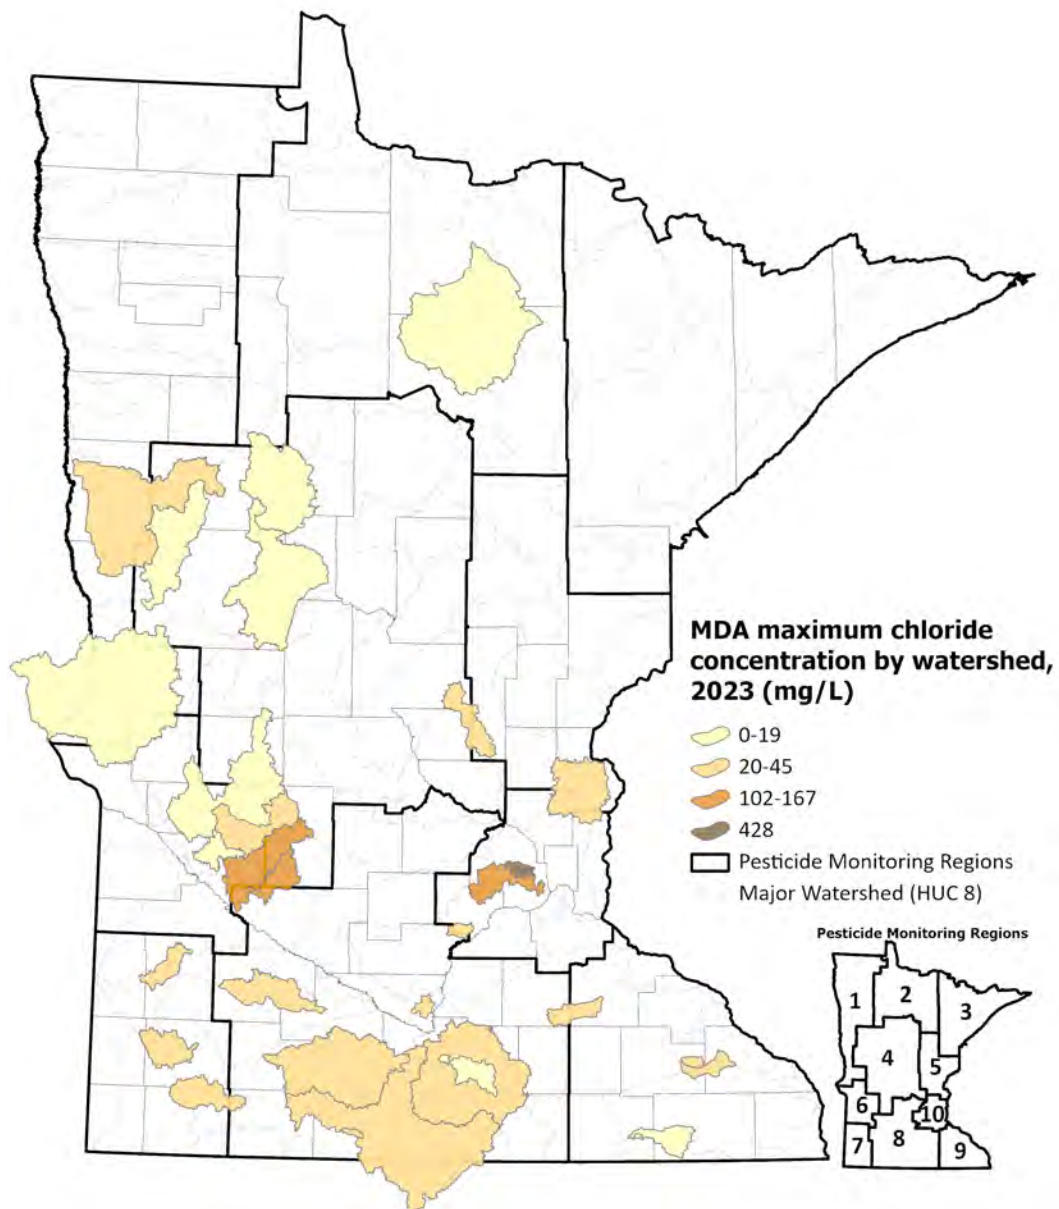 MDA maximum chloride
concentration by watershed,
2023 (mg/L)
0-19
20-45
102-167
428
Pesticide Monitoring Regions
Major Watershed (HUC 8)
Pesticide Monitoring Regions
1
2
3
4
5
6
10
7
8
9